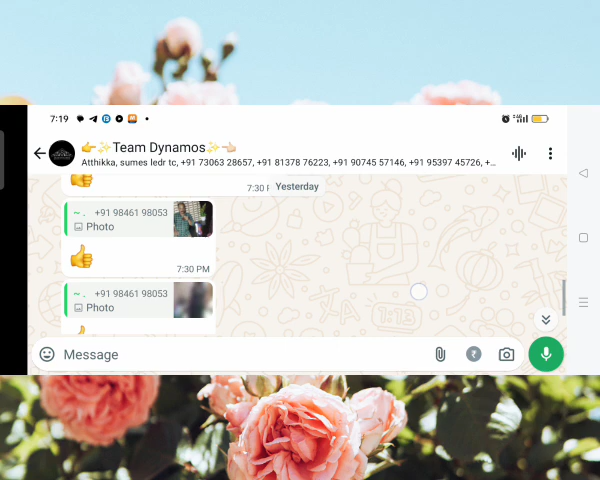 7:19
👉✨Team Dynamos✨👈🏻
Atthikka, sumes ledr tc, +91 73063 28657, +91 81378 76223, +91 90745 57146, +91 95397 45726, +...
7:30 P
Yesterday
~ . +91 98461 98053
Photo
👍
7:30 PM
~ . +91 98461 98053
Photo
Message